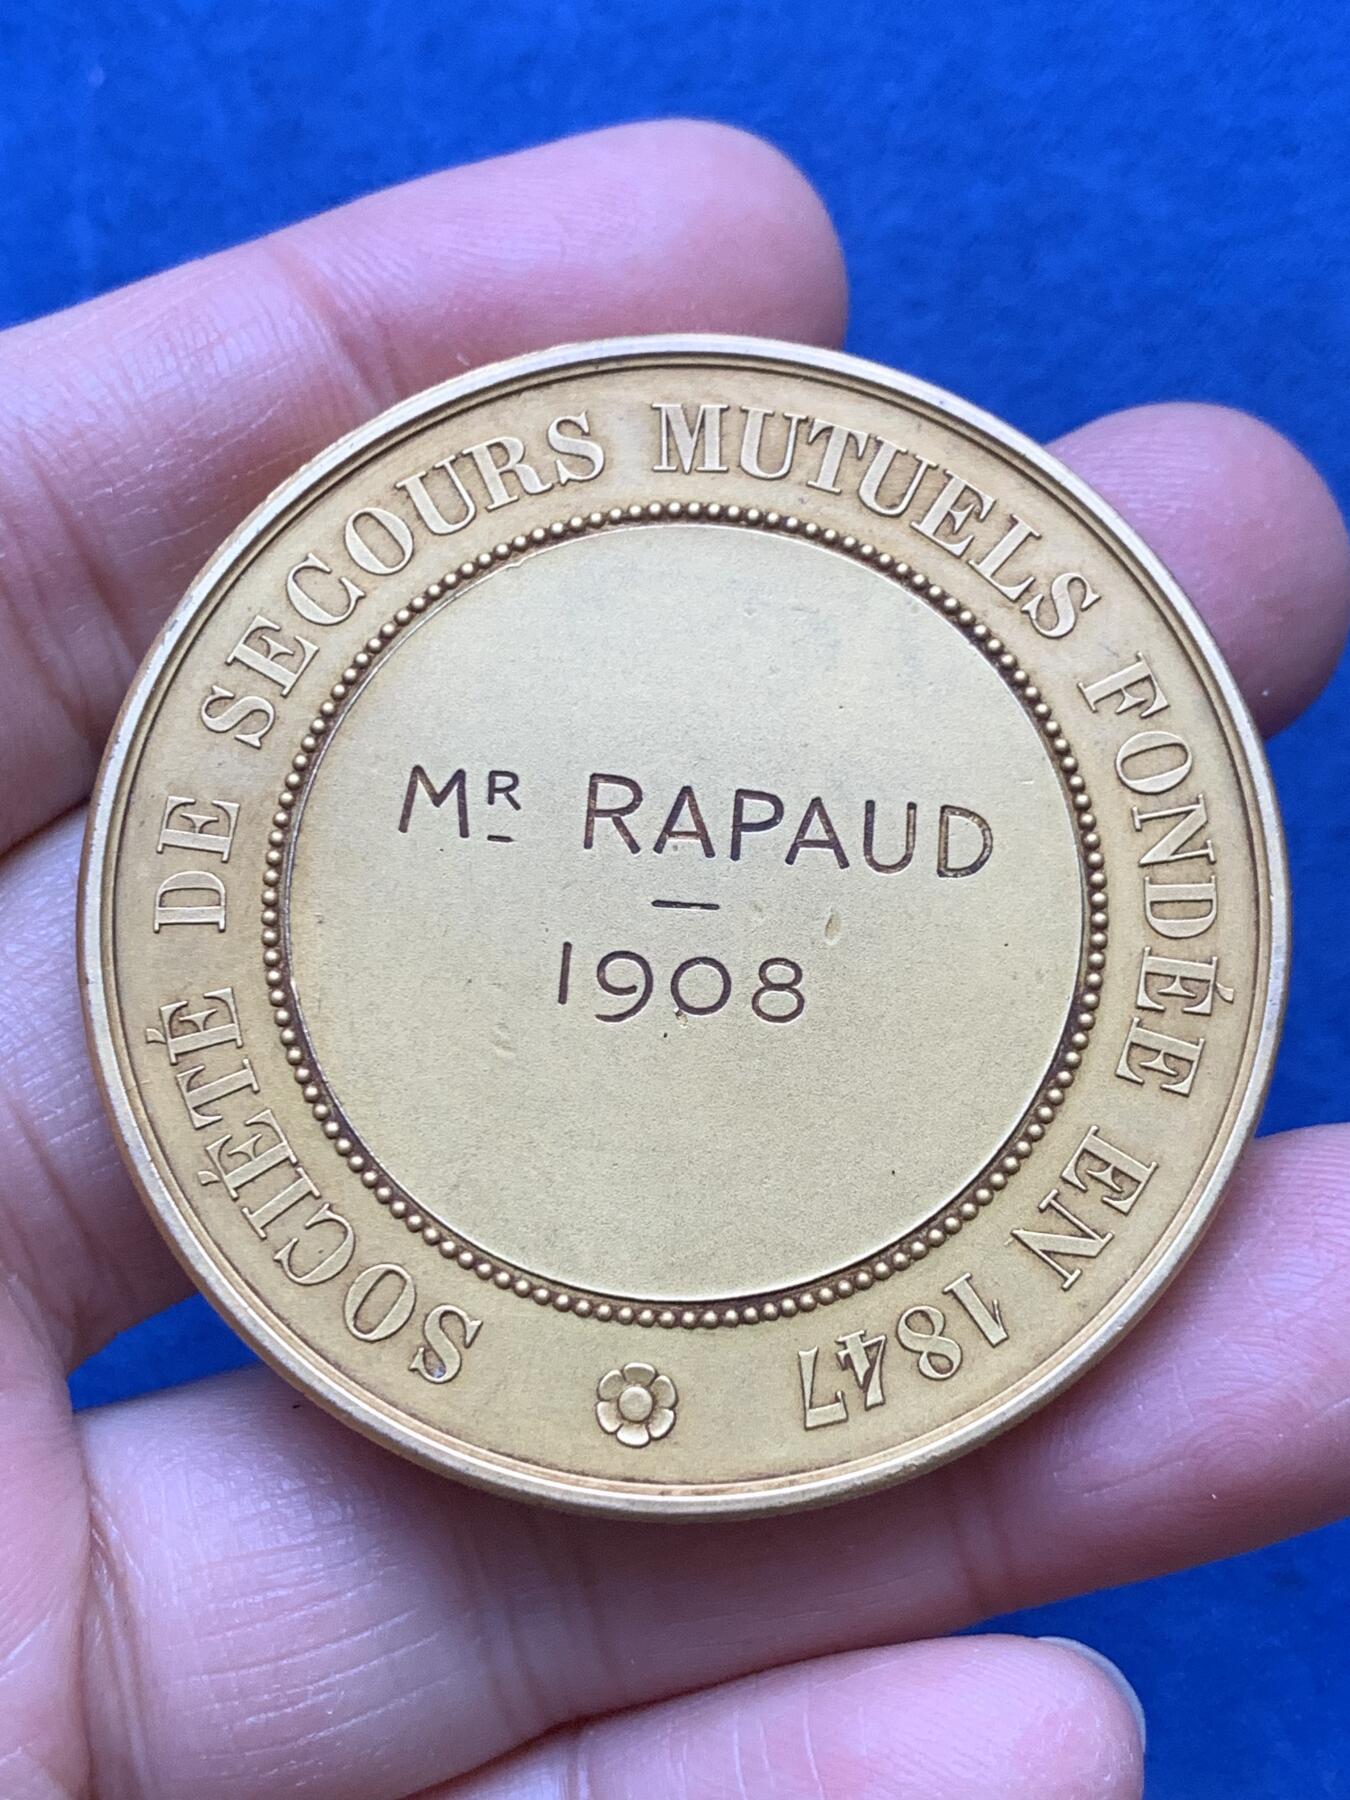 SOCIÉTÉ DE SECOURS MUTUELS FONDÉE EN 1847
MR RAPAUD
—
1908